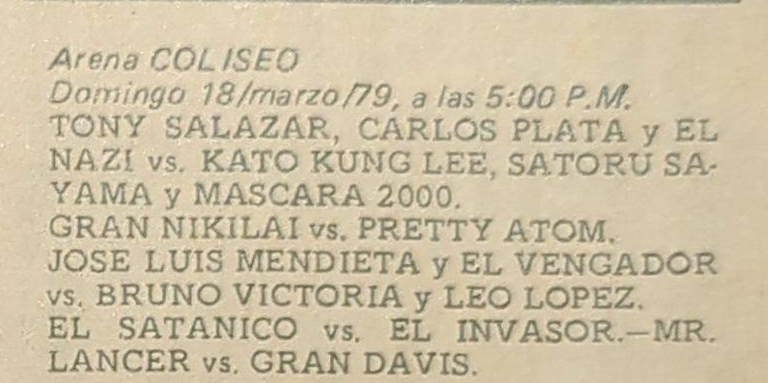 Arena COLISEO
Domingo 18/marzo/79, a las 5:00 P.M.
TONY SALAZAR, CARLOS PLATA y EL
NAZI vs. KATO KUNG LEE, SATORU SA-
YAMA y MASCARA 2000.
GRAN NIKILAI vs. PRETTY ATOM.
JOSE LUIS MENDIETA y EL VENGADOR
vs. BRUNO VICTORIA y LEO LOPEZ.
EL SATANICO vs. EL INVASOR.—MR.
LANCER vs. GRAN DAVIS.